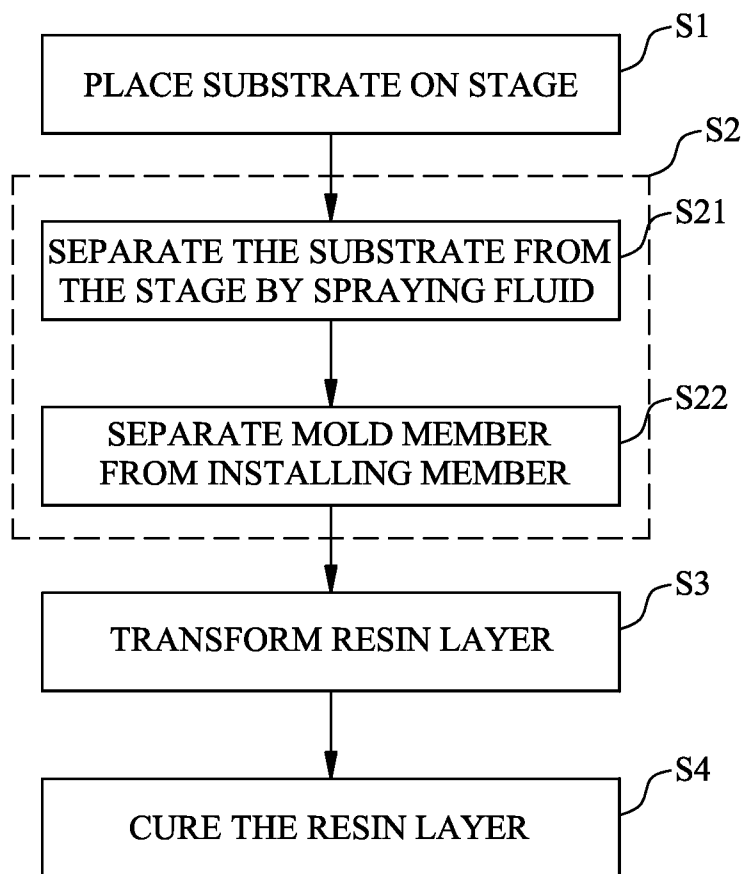 S1
PLACE SUBSTRATE ON STAGE
S2
S21
SEPARATE THE SUBSTRATE FROM
THE STAGE BY SPRAYING FLUID
S22
SEPARATE MOLD MEMBER
FROM INSTALLING MEMBER
S3
TRANSFORM RESIN LAYER
S4
CURE THE RESIN LAYER